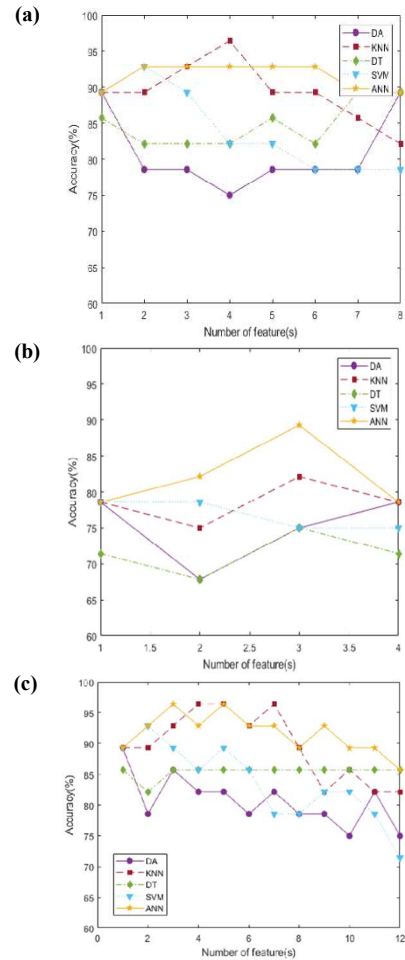 (a)
100
95
90
85
80
75
70
65
60
Accuracy(%)
DA
KNN
DT
SVM
ANN
1 2 3 4 5 6 7 8
Number of feature(s)
(b)
100
95
90
85
80
75
70
65
60
Accuracy(%)
DA
KNN
DT
SVM
ANN
1 1.5 2 2.5 3 3.5 4
Number of feature(s)
(c)
100
95
90
85
80
75
70
65
60
Accuracy(%)
DA
KNN
DT
SVM
ANN
0 2 4 6 8 10 12
Number of feature(s)